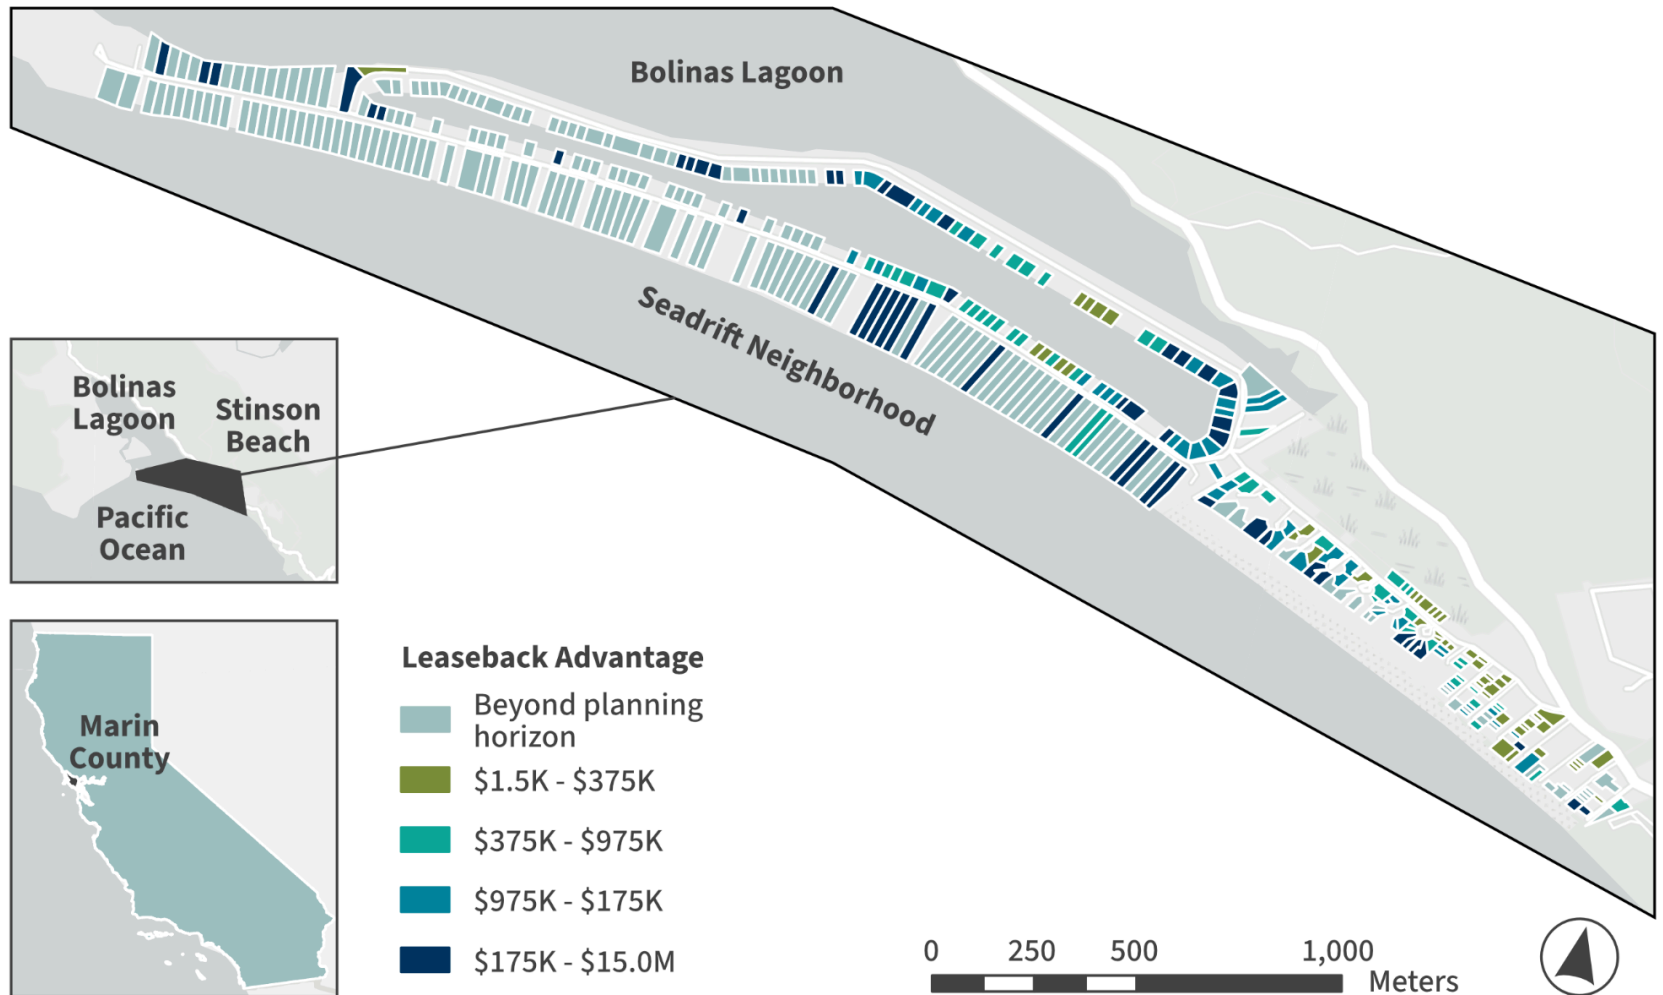 Bolinas Lagoon
Seadrift Neighborhood
Bolinas
Lagoon
Stinson
Beach
Pacific
Ocean
Marin
County
Leaseback Advantage
Beyond planning
horizon
$1.5K - $375K
$375K - $975K
$975K - $175K
$175K - $15.0M
0 250 500 1,000
Meters